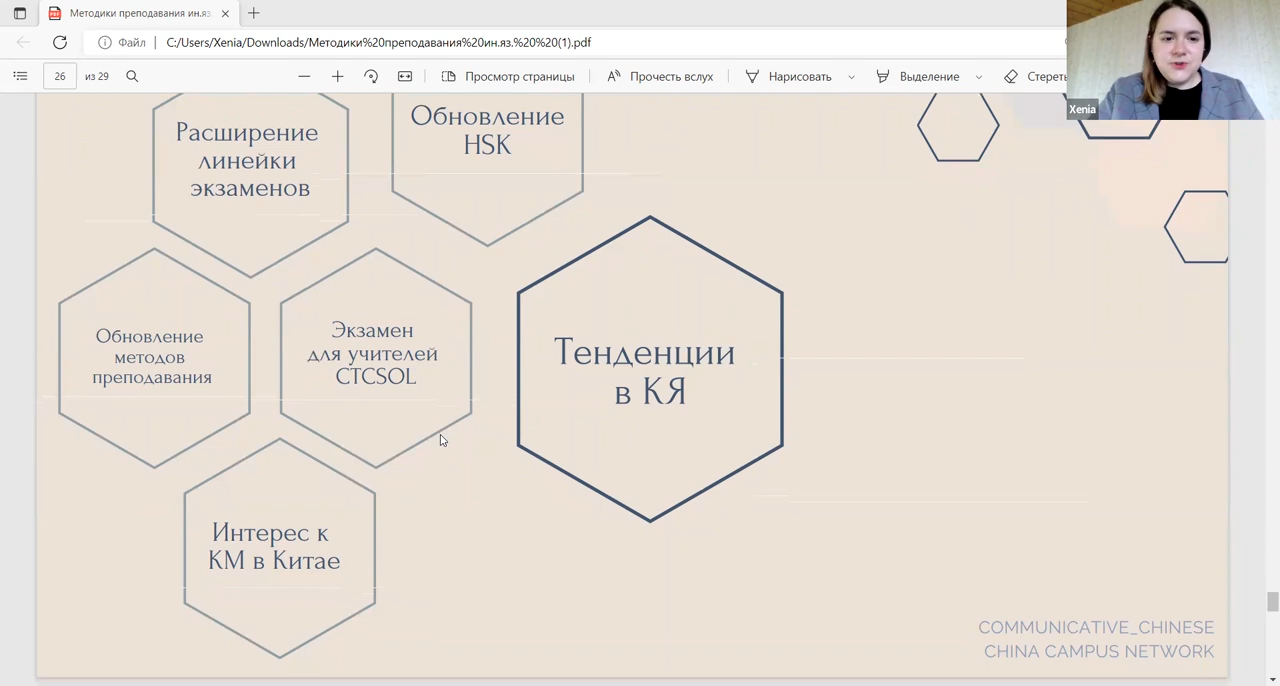 Методики преподавания ин.яз.
Файл
C:/Users/Xenia/Downloads/Методики%20преподавания%20ин.яз.%20%20(1).pdf
26
из 29
Просмотр страницы
Прочесть вслух
Нарисовать
Выделение
Стереть
Xenia
Расширение
линейки
экзаменов
Обновление
HSK
Обновление
методов
преподавания
Экзамен
для учителей
CTCSOL
Тенденции
в КЯ
Интерес к
КМ в Китае
COMMUNICATIVE_CHINESE
CHINA CAMPUS NETWORK